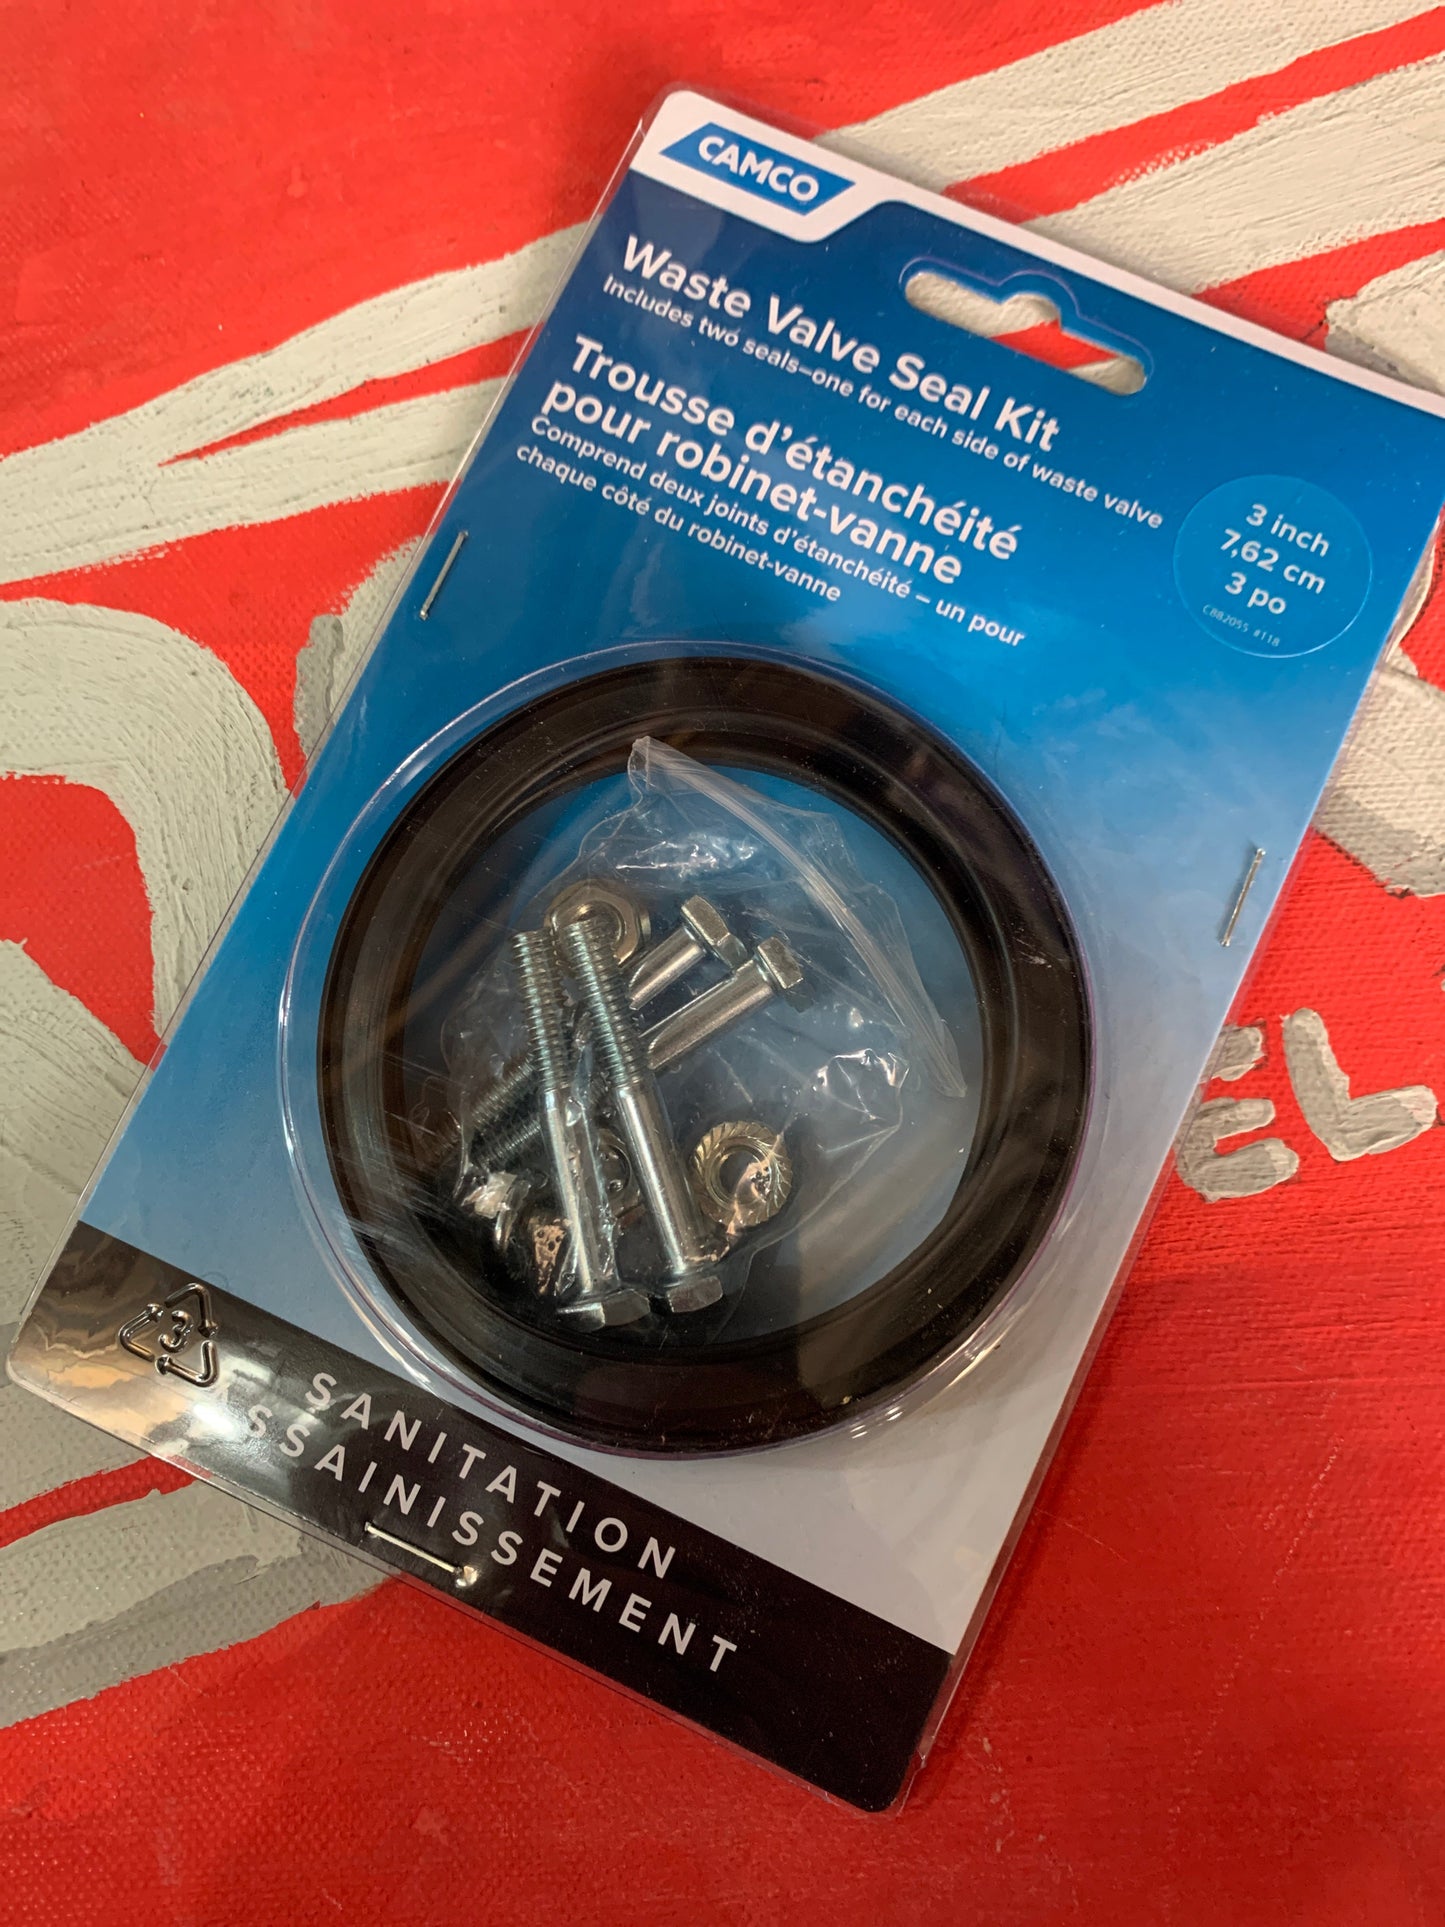 CAMCO
Waste Valve Seal Kit
Includes two seals–one for each side of waste valve
Trousse d'étanchéité
pour robinet-vanne
Comprend deux joints d'étanchéité – un pour
chaque côté du robinet-vanne
3 inch
7,62 cm
3 po
C882055 #118
3
SANITATION
ASSAINISSEMENT